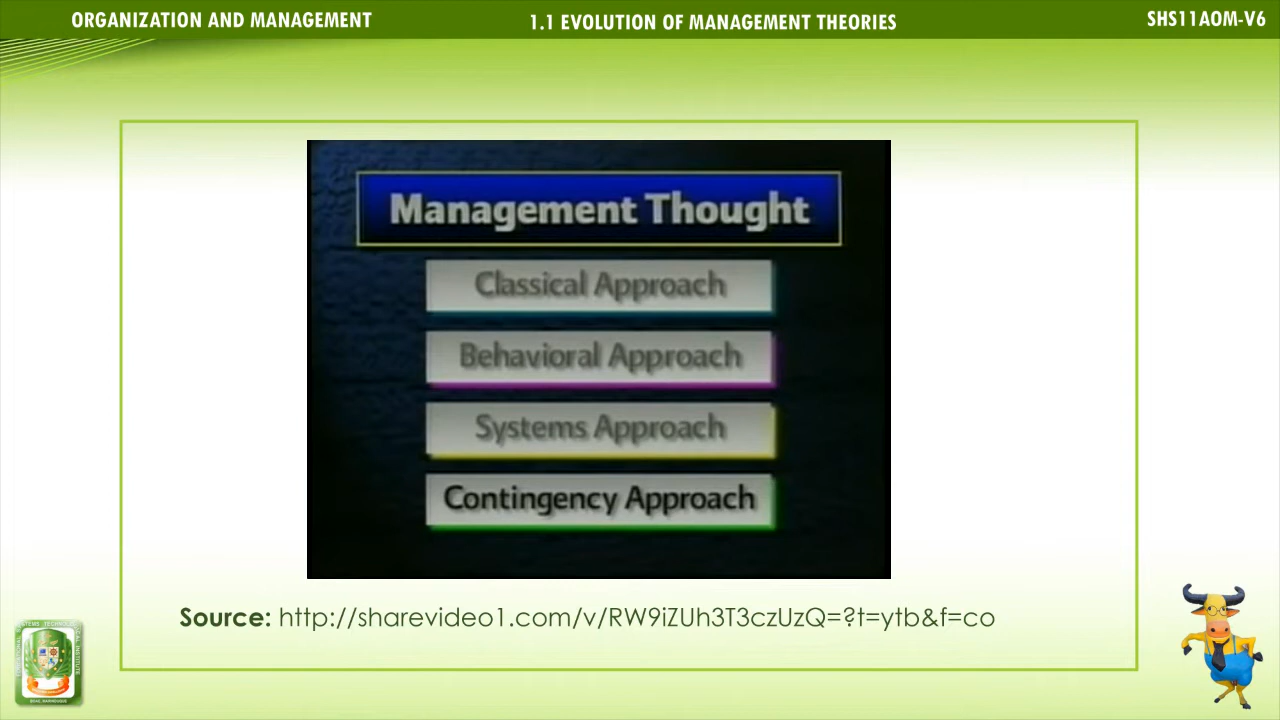 ORGANIZATION AND MANAGEMENT
1.1 EVOLUTION OF MANAGEMENT THEORIES
SHS11AOM-V6
Management Thought
Classical Approach
Behavioral Approach
Systems Approach
Contingency Approach
Source: http://sharevideo1.com/v/RW9iZUh3T3czUzQ=?t=ytb&f=co